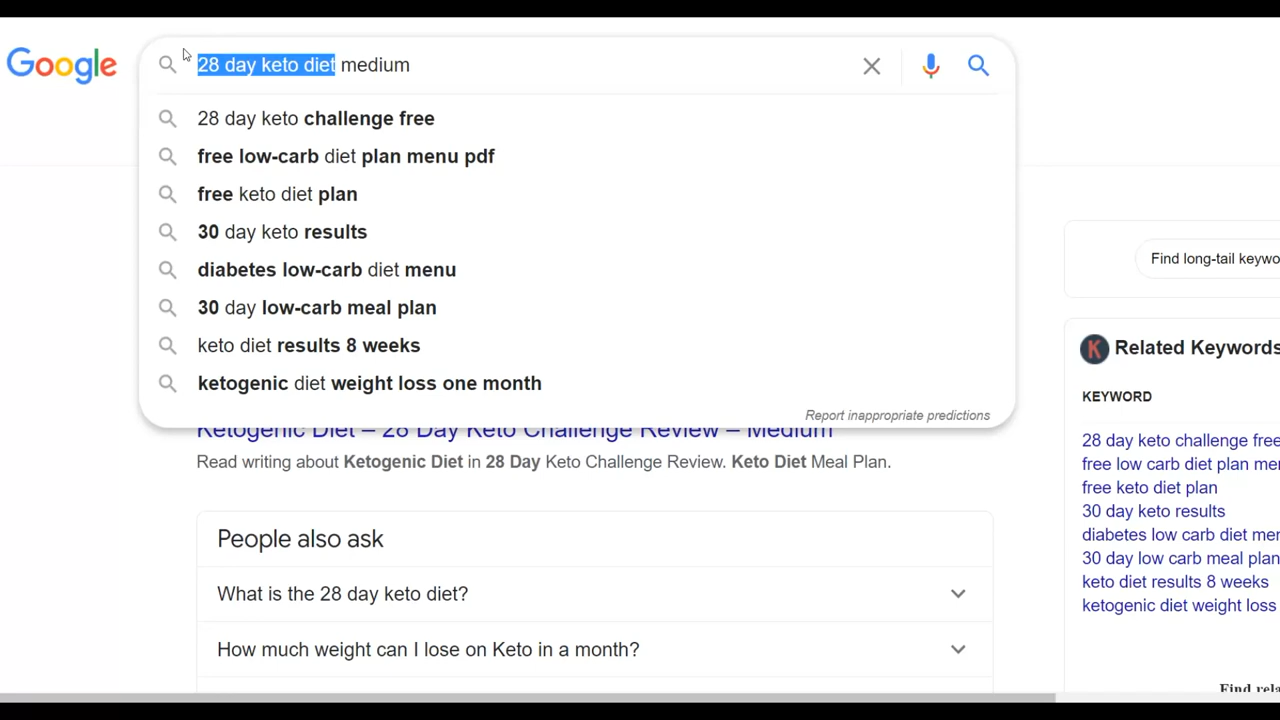 Google
28 day keto diet medium
28 day keto challenge free
free low-carb diet plan menu pdf
free keto diet plan
30 day keto results
diabetes low-carb diet menu
30 day low-carb meal plan
keto diet results 8 weeks
ketogenic diet weight loss one month
Report inappropriate predictions
Ketogenic Diet – 28 Day Keto Challenge Review – Medium
Read writing about Ketogenic Diet in 28 Day Keto Challenge Review. Keto Diet Meal Plan.
People also ask
What is the 28 day keto diet?
How much weight can I lose on Keto in a month?
Find long-tail keywo
K Related Keywords
KEYWORD
28 day keto challenge free
free low carb diet plan men
free keto diet plan
30 day keto results
diabetes low carb diet mer
30 day low carb meal plan
keto diet results 8 weeks
ketogenic diet weight loss
Find rela